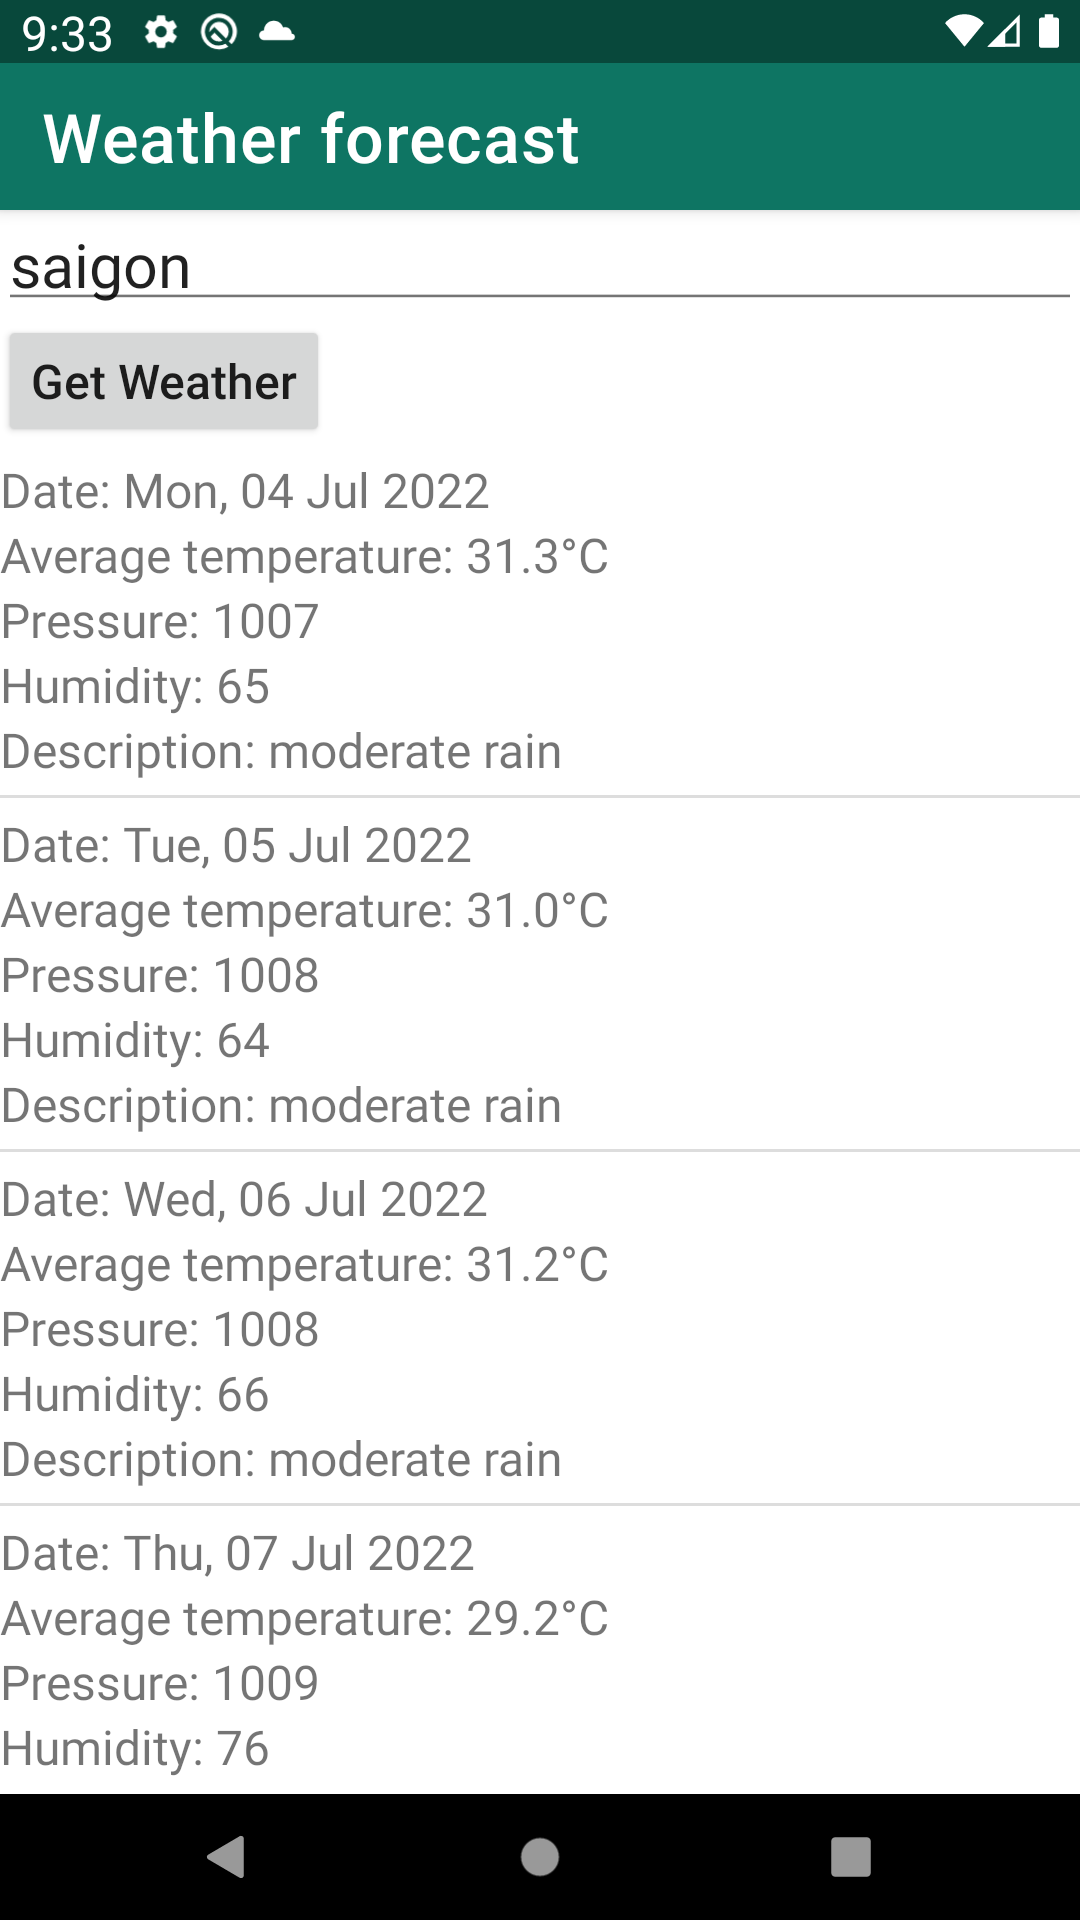 9:33
Weather forecast
saigon
Get Weather
Date: Mon, 04 Jul 2022
Average temperature: 31.3°C
Pressure: 1007
Humidity: 65
Description: moderate rain
Date: Tue, 05 Jul 2022
Average temperature: 31.0°C
Pressure: 1008
Humidity: 64
Description: moderate rain
Date: Wed, 06 Jul 2022
Average temperature: 31.2°C
Pressure: 1008
Humidity: 66
Description: moderate rain
Date: Thu, 07 Jul 2022
Average temperature: 29.2°C
Pressure: 1009
Humidity: 76